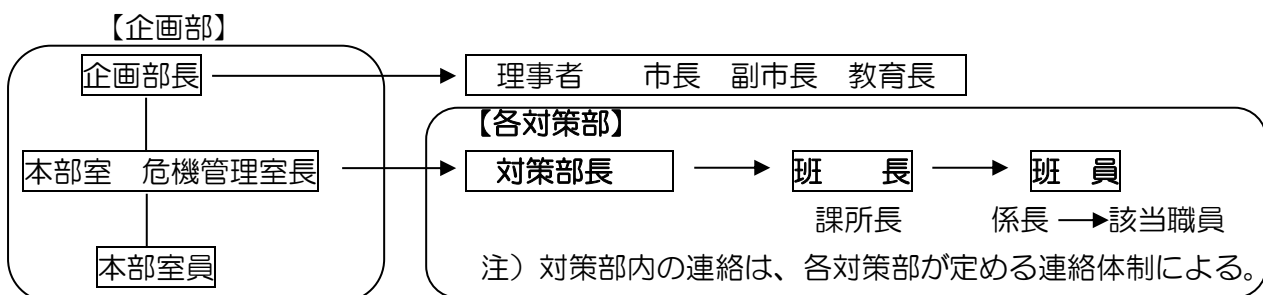 【企画部】
企画部長 理事者 市長 副市長 教育長
【各対策部】
本部室 危機管理室長 対策部長 班 長 班 員
課所長 係長 該当職員
本部室員 注）対策部内の連絡は、各対策部が定める連絡体制による。